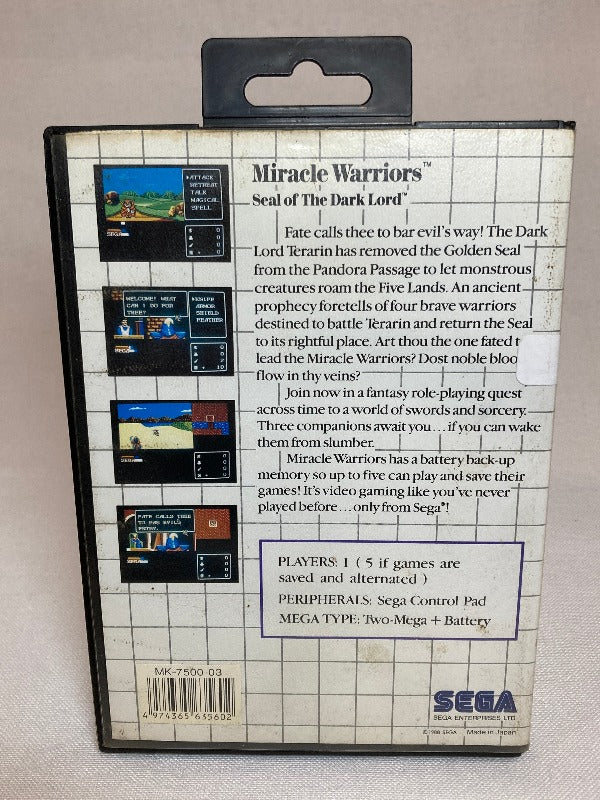 Miracle Warriors™
Seal of The Dark Lord™
Fate calls thee to bar evil's way! The Dark
Lord Terarin has removed the Golden Seal
from the Pandora Passage to let monstrous
creatures roam the Five Lands. An ancient
prophecy foretells of four brave warriors
destined to battle Terarin and return the Seal
to its rightful place. Art thou the one fated
lead the Miracle Warriors? Dost noble
flow in thy veins?
Join now in a fantasy role-playing quest
across time to a world of swords and sorcery.
Three companions await you...if you can wake
them from slumber.
Miracle Warriors has a battery back-up
memory so up to five can play and save their
games! It's video gaming like you've never
played before...only from Sega®!
ATTACK
RETREAT
TALK
MAGICAL
SPELL
SEGA
WELCOME! WHAT
CAN I DO FOR
THEE?
KNIFE
ARMOR
SHIELD
FEATHER
SEGA
SEGA
FATE CALLS THEE
TO BAR EVIL'S
SEGA
PLAYERS: 1 ( 5 if games are
saved and alternated )
PERIPHERALS: Sega Control Pad
MEGA TYPE: Two-Mega + Battery
MK-7500 03
4 974365 635602
SEGA
SEGA ENTERPRISES LTD
SEGA Made in Japan